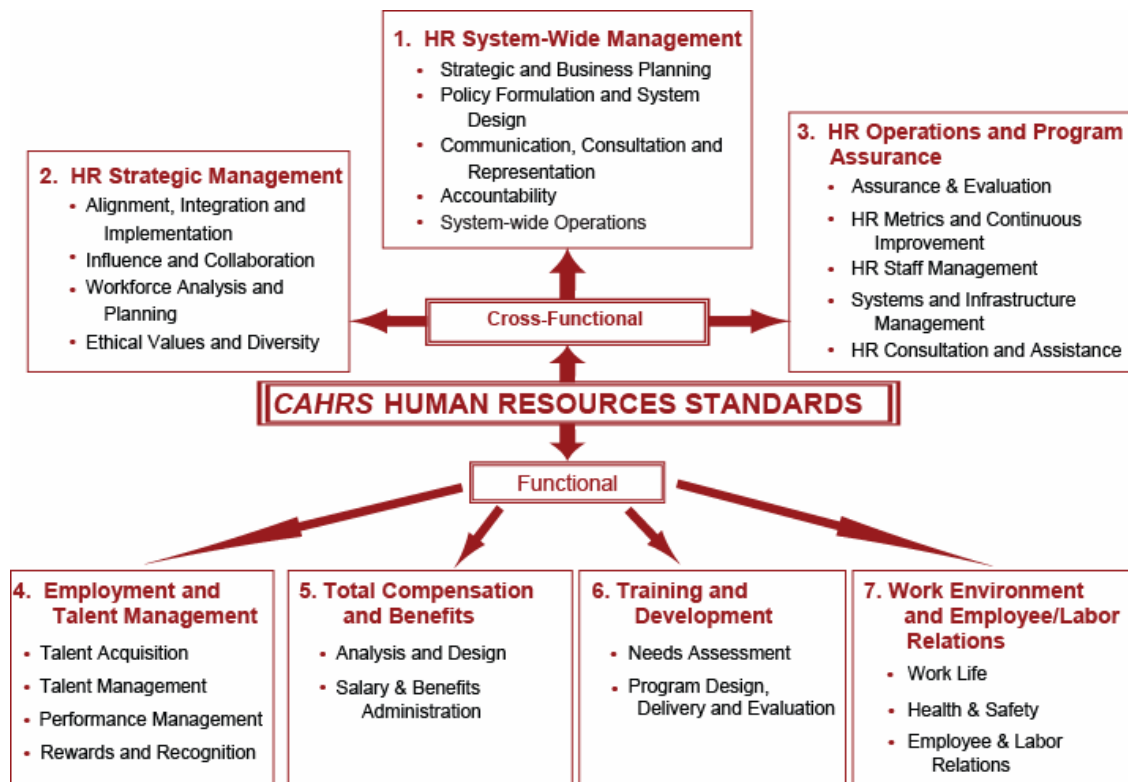 1. HR System-Wide Management
• Strategic and Business Planning
• Policy Formulation and System
Design
• Communication, Consultation and
Representation
• Accountability
• System-wide Operations
2. HR Strategic Management
• Alignment, Integration and
Implementation
• Influence and Collaboration
• Workforce Analysis and
Planning
• Ethical Values and Diversity
3. HR Operations and Program
Assurance
• Assurance & Evaluation
• HR Metrics and Continuous
Improvement
• HR Staff Management
• Systems and Infrastructure
Management
• HR Consultation and Assistance
Cross-Functional
CAHRS HUMAN RESOURCES STANDARDS
Functional
4. Employment and
Talent Management
• Talent Acquisition
• Talent Management
• Performance Management
• Rewards and Recognition
5. Total Compensation
and Benefits
• Analysis and Design
• Salary & Benefits
Administration
6. Training and
Development
• Needs Assessment
• Program Design,
Delivery and Evaluation
7. Work Environment
and Employee/Labor
Relations
• Work Life
• Health & Safety
• Employee & Labor
Relations